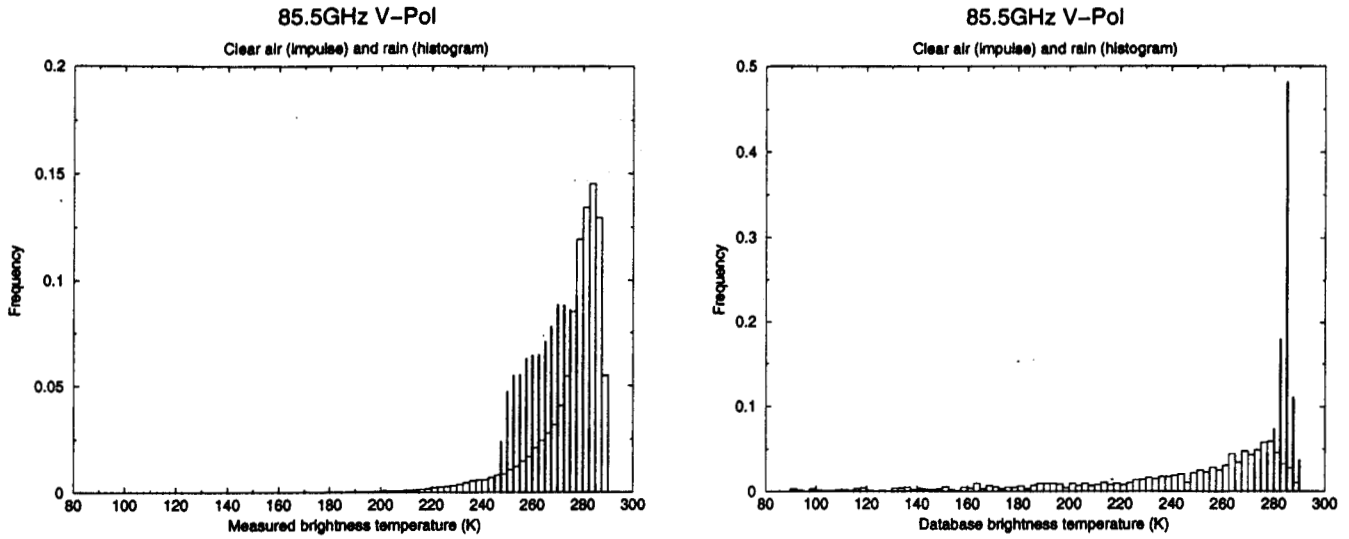 85.5GHz V-Pol
Clear air (impulse) and rain (histogram)
0.2
0.15
0.1
0.05
0
Frequency
80 100 120 140 160 180 200 220 240 260 280 300
Measured brightness temperature (K)
85.5GHz V-Pol
Clear air (impulse) and rain (histogram)
0.5
0.4
0.3
0.2
0.1
0
Frequency
80 100 120 140 160 180 200 220 240 260 280 300
Database brightness temperature (K)